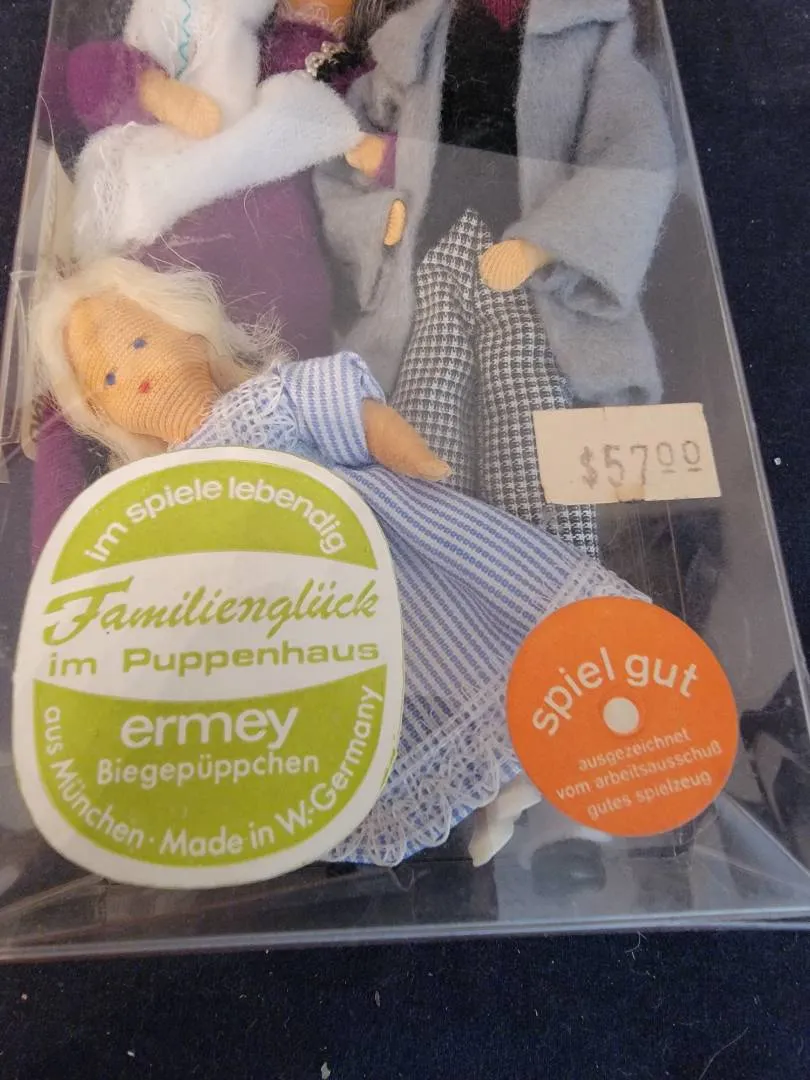 $57.00
im spiele lebendig
Familienglück
im Puppenhaus
ermey
Biegepüppchen
aus München · Made in W.-Germany
spiel gut
ausgezeichnet
vom arbeitsausschuß
gutes spielzeug